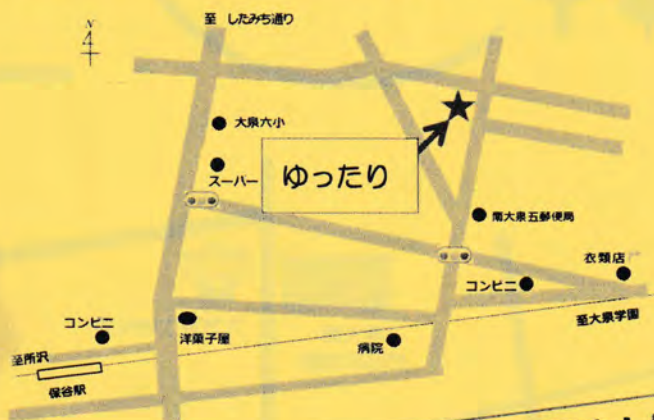 至 したみち通り
N
大泉六小
スーパー
ゆったり
南大泉五郵便局
衣類店
コンビニ
コンビニ
洋菓子屋
病院
至大泉学園
至所沢
保谷駅